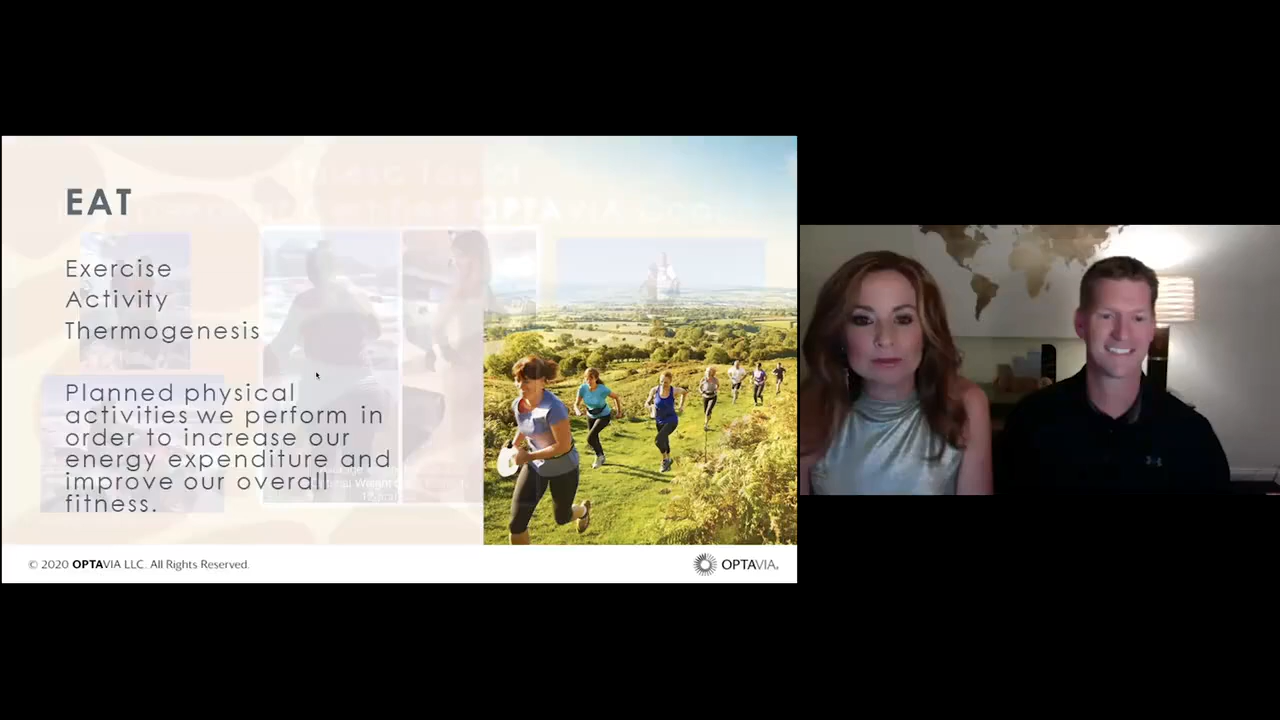 EAT
Exercise
Activity
Thermogenesis
Planned physical
activities we perform in
order to increase our
energy expenditure and
improve our overall
fitness.
© 2020 OPTAVIA LLC. All Rights Reserved.
OPTAVIA®